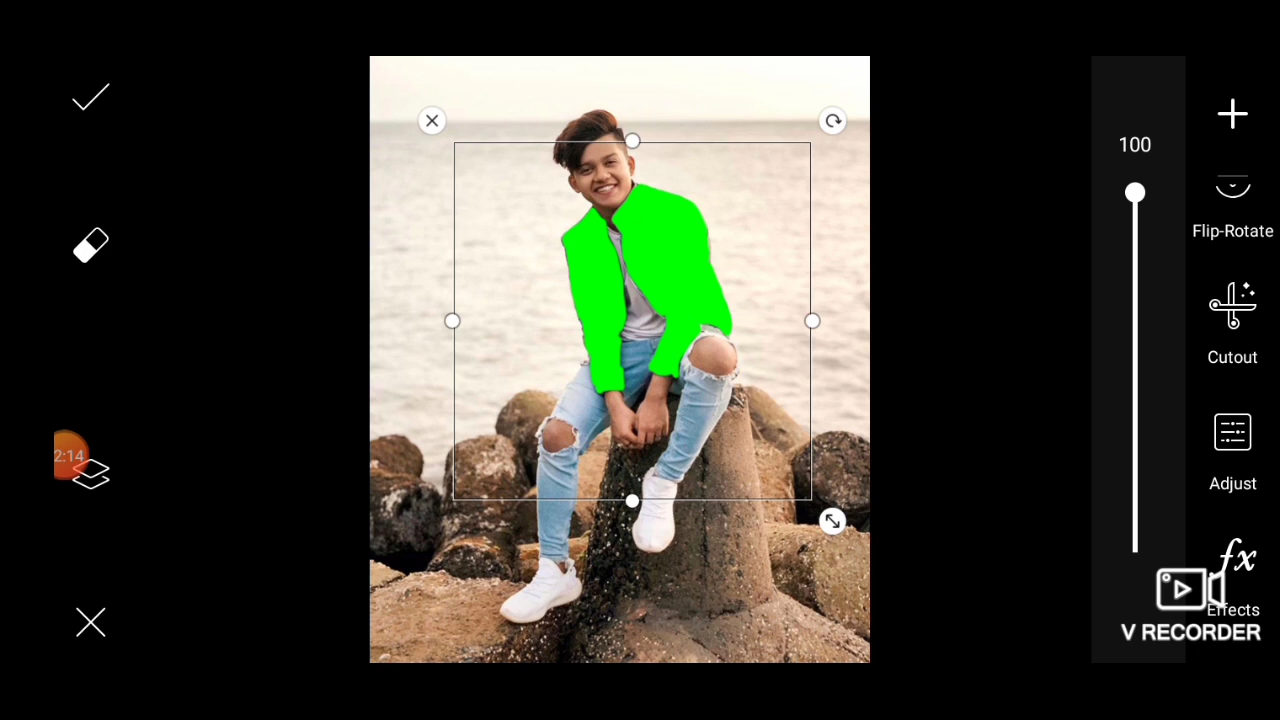 100
Flip-Rotate
Cutout
2:14
Adjust
fx
Effects
V RECORDER